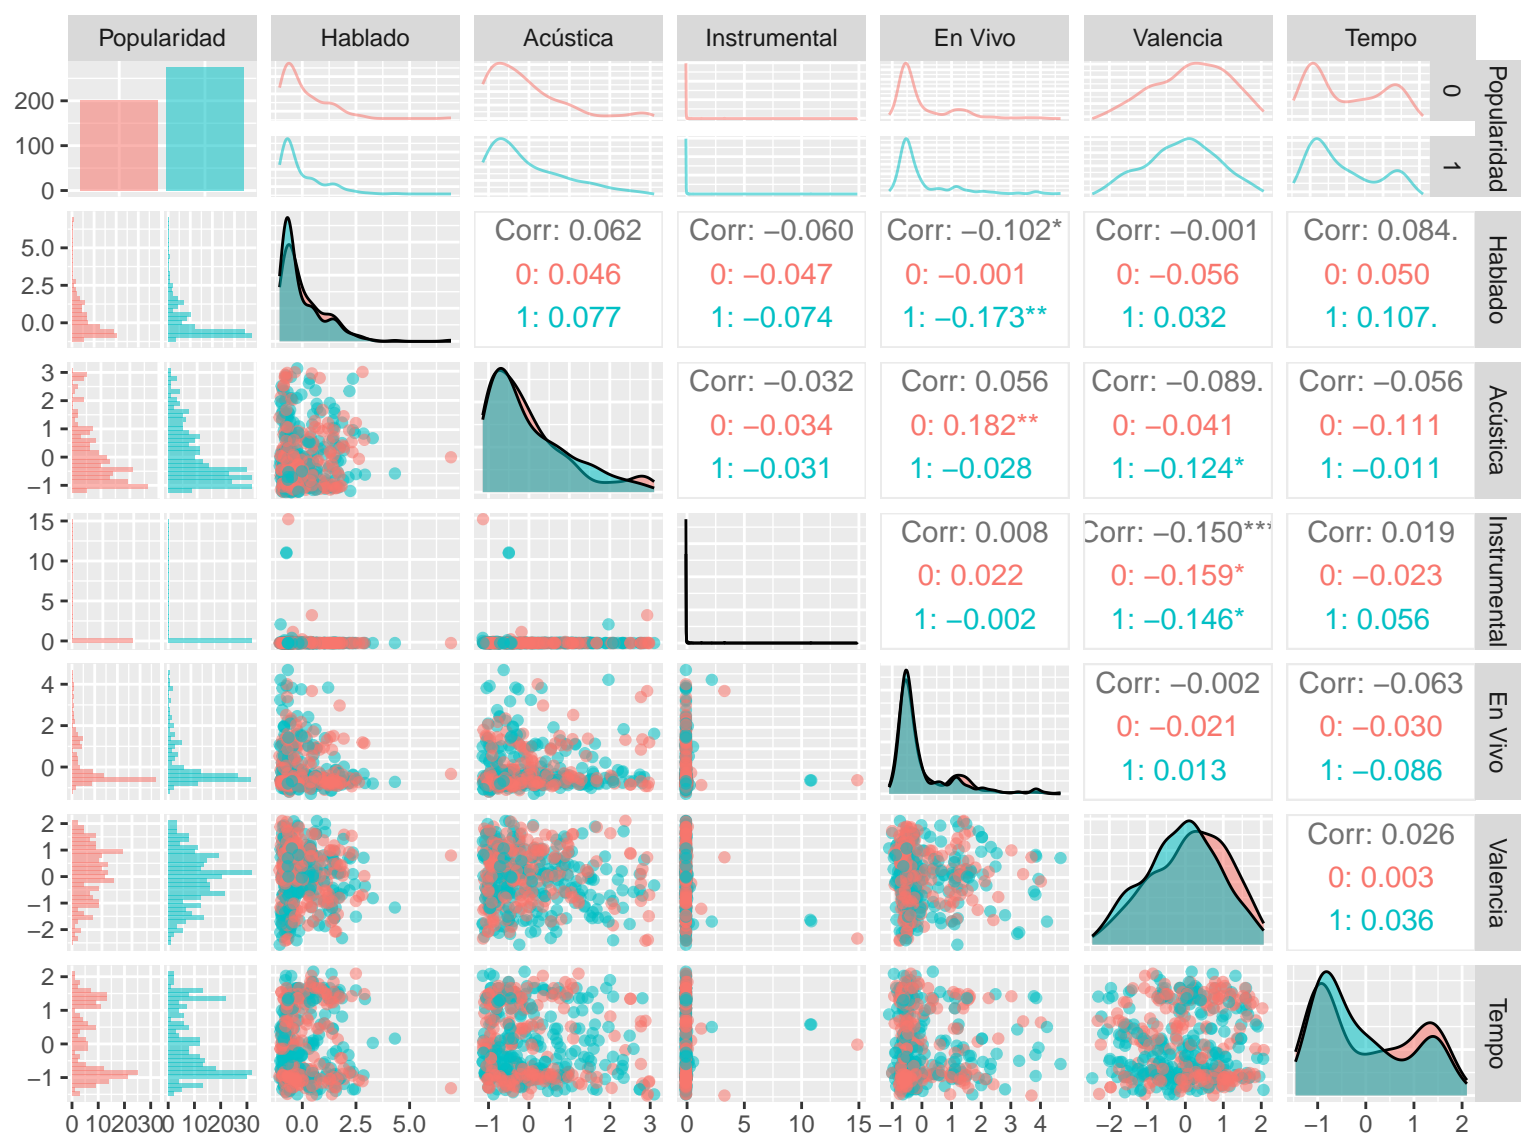 Popularidad Hablado Acústica Instrumental En Vivo Valencia Tempo
200
100
0
0
1
Popularidad
5.0
2.5
0.0
Corr: 0.062
0: 0.046
1: 0.077
Corr: −0.060
0: −0.047
1: −0.074
Corr: −0.102*
0: −0.001
1: −0.173**
Corr: −0.001
0: −0.056
1: 0.032
Corr: 0.084.
0: 0.050
1: 0.107.
Hablado
3
2
1
0
−1
Corr: −0.032
0: −0.034
1: −0.031
Corr: 0.056
0: 0.182**
1: −0.028
Corr: −0.089.
0: −0.041
1: −0.124*
Corr: −0.056
0: −0.111
1: −0.011
Acústica
15
10
5
0
Corr: 0.008
0: 0.022
1: −0.002
Corr: −0.150***
0: −0.159*
1: −0.146*
Corr: 0.019
0: −0.023
1: 0.056
Instrumental
4
2
0
Corr: −0.002
0: −0.021
1: 0.013
Corr: −0.063
0: −0.030
1: −0.086
En Vivo
2
1
0
−1
−2
Corr: 0.026
0: 0.003
1: 0.036
Valencia
2
1
0
−1
Tempo
0 102030 0 102030 0.0 2.5 5.0 −1 0 1 2 3 0 5 10 15 −1 0 1 2 3 4 −2 −1 0 1 2 −1 0 1 2